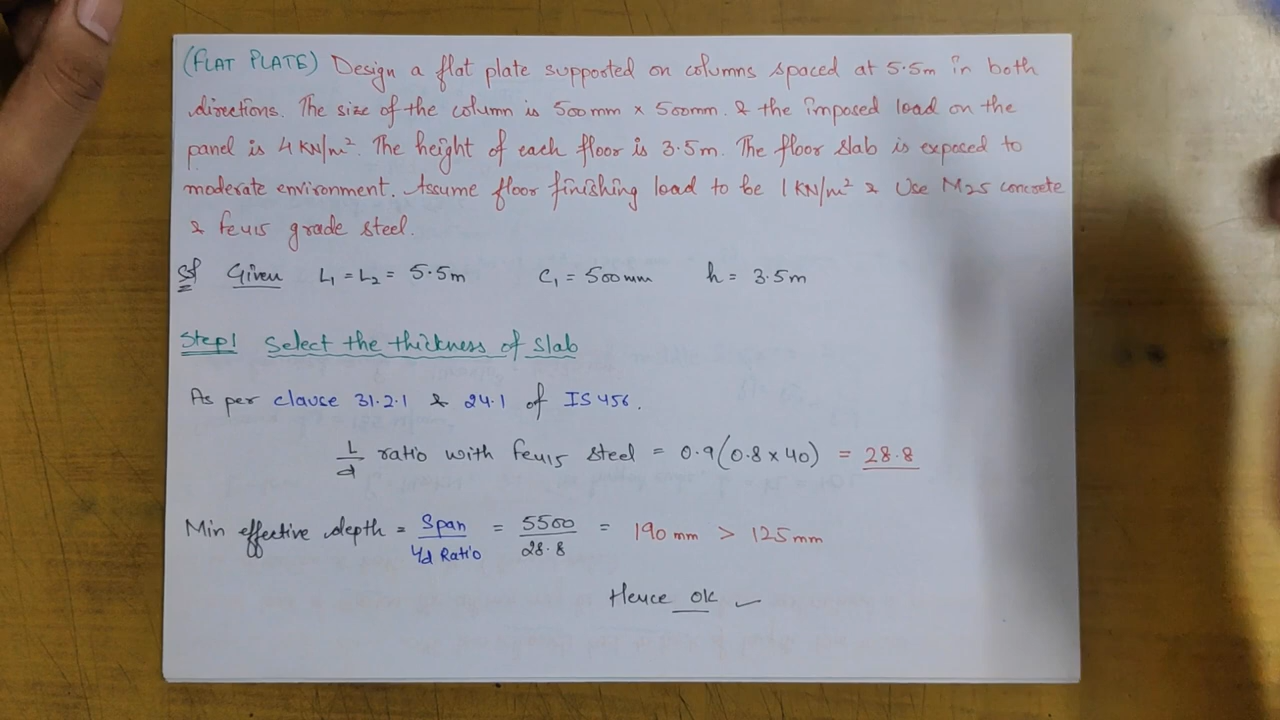 (FLAT PLATE) Design a flat plate supported on columns spaced at 5.5m in both
directions. The size of the column is 500mm x 500mm. & the imposed load on the
panel is 4 KN/m². The height of each floor is 3.5m. The floor slab is exposed to
moderate environment. Assume floor finishing load to be 1 KN/m² & Use M25 concrete
& fe415 grade steel.
Sol Given L₁ = L₂ = 5.5m C₁ = 500mm h = 3.5m
Step1 Select the thickness of slab
As per clause 31.2.1 & 24.1 of IS 456.
L/d ratio with fe415 steel = 0.9(0.8 x 40) = 28.8
Min effective depth = Span / L/d Ratio = 5500 / 28.8 = 190 mm > 125 mm
Hence OK ✓